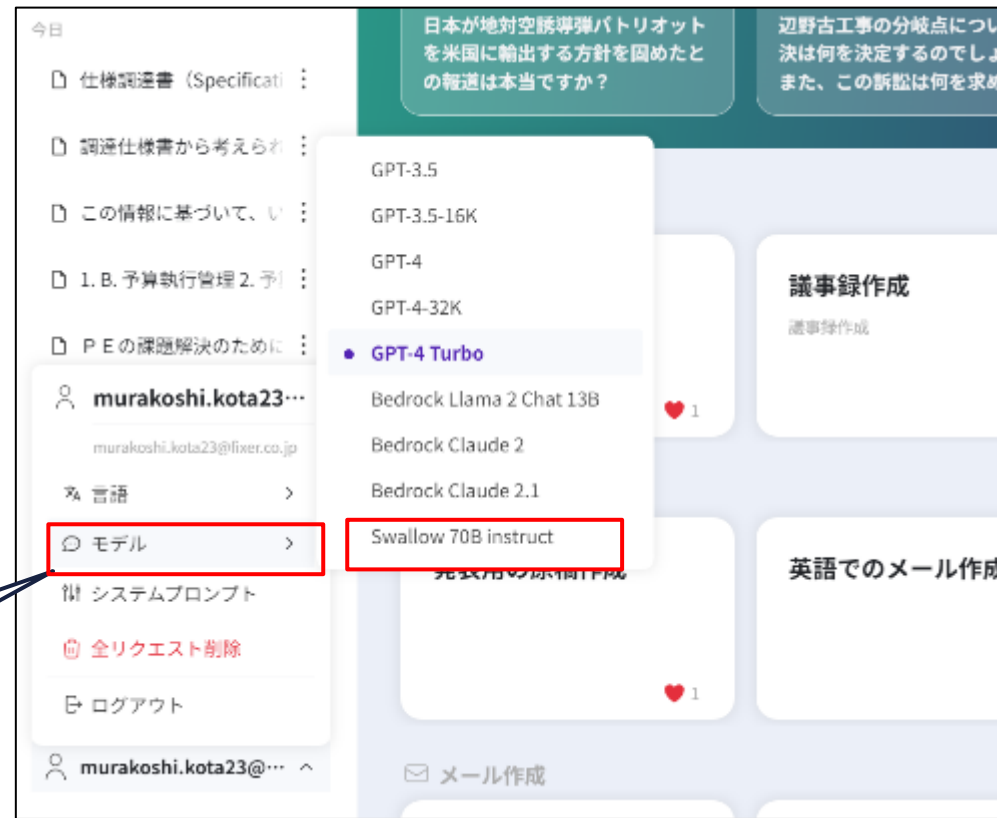 今日
仕様調達書（Specificati
調達仕様書から考えられ
この情報に基づいて、い
1. B. 予算執行管理 2. 予
ＰＥの課題解決のために
murakoshi.kota23…
murakoshi.kota23@fixer.co.jp
言語
モデル
システムプロンプト
全リクエスト削除
ログアウト
murakoshi.kota23@…
GPT-3.5
GPT-3.5-16K
GPT-4
GPT-4-32K
GPT-4 Turbo
Bedrock Llama 2 Chat 13B
Bedrock Claude 2
Bedrock Claude 2.1
Swallow 70B instruct
日本が地対空誘導弾パトリオット
を米国に輸出する方針を固めたと
の報道は本当ですか？
辺野古工事の分岐点につい
決は何を決定するのでしょ
また、この訴訟は何を求め
1
議事録作成
議事録作成
発表用の原稿作成
1
英語でのメール作成
メール作成